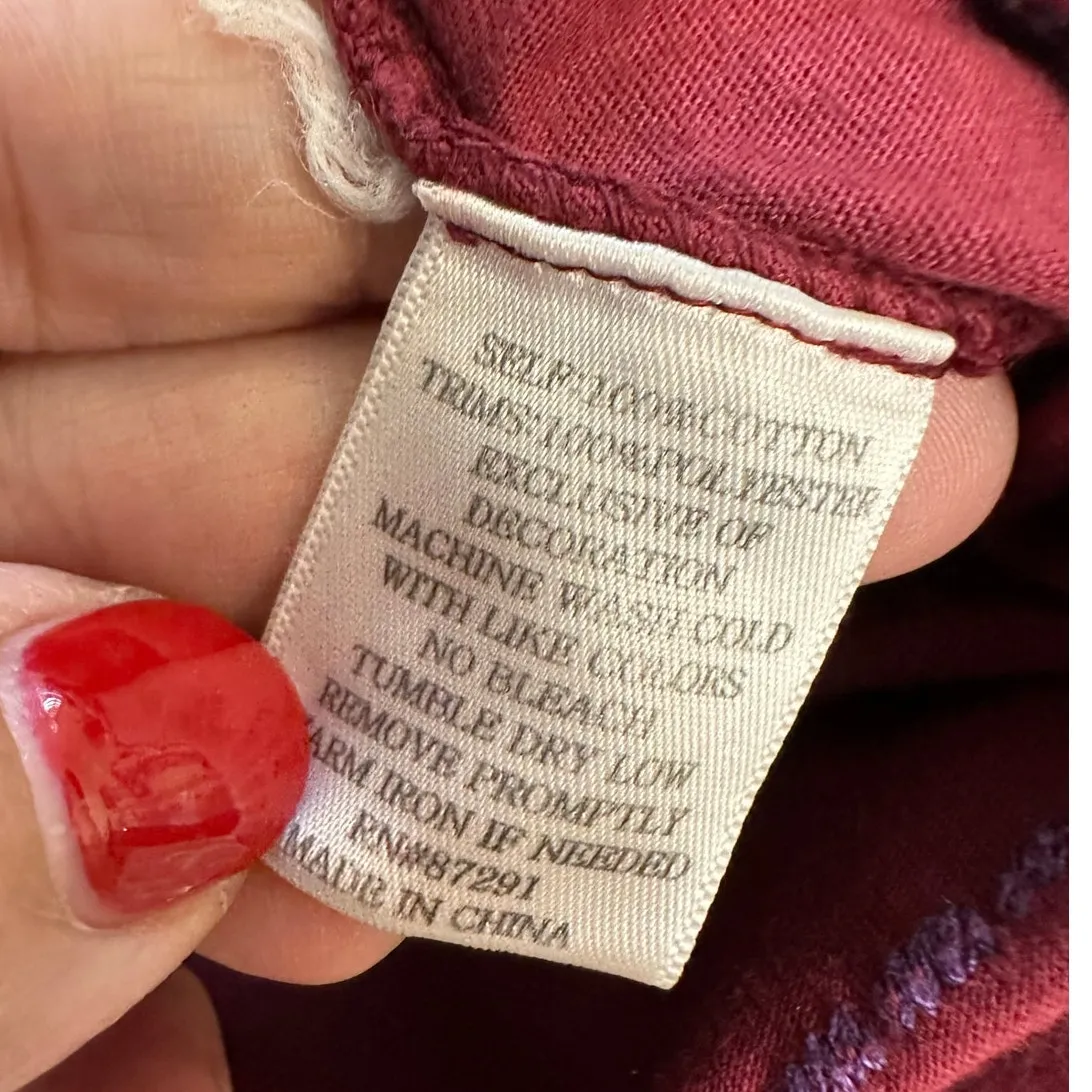 SELF:100%COTTON
TRIMS:100%POLYESTER
EXCLUSIVE OF
DECORATION
MACHINE WASH COLD
WITH LIKE COLORS
NO BLEACH
TUMBLE DRY LOW
REMOVE PROMPTLY
ARM IRON IF NEEDED
RN#87291
MADE IN CHINA